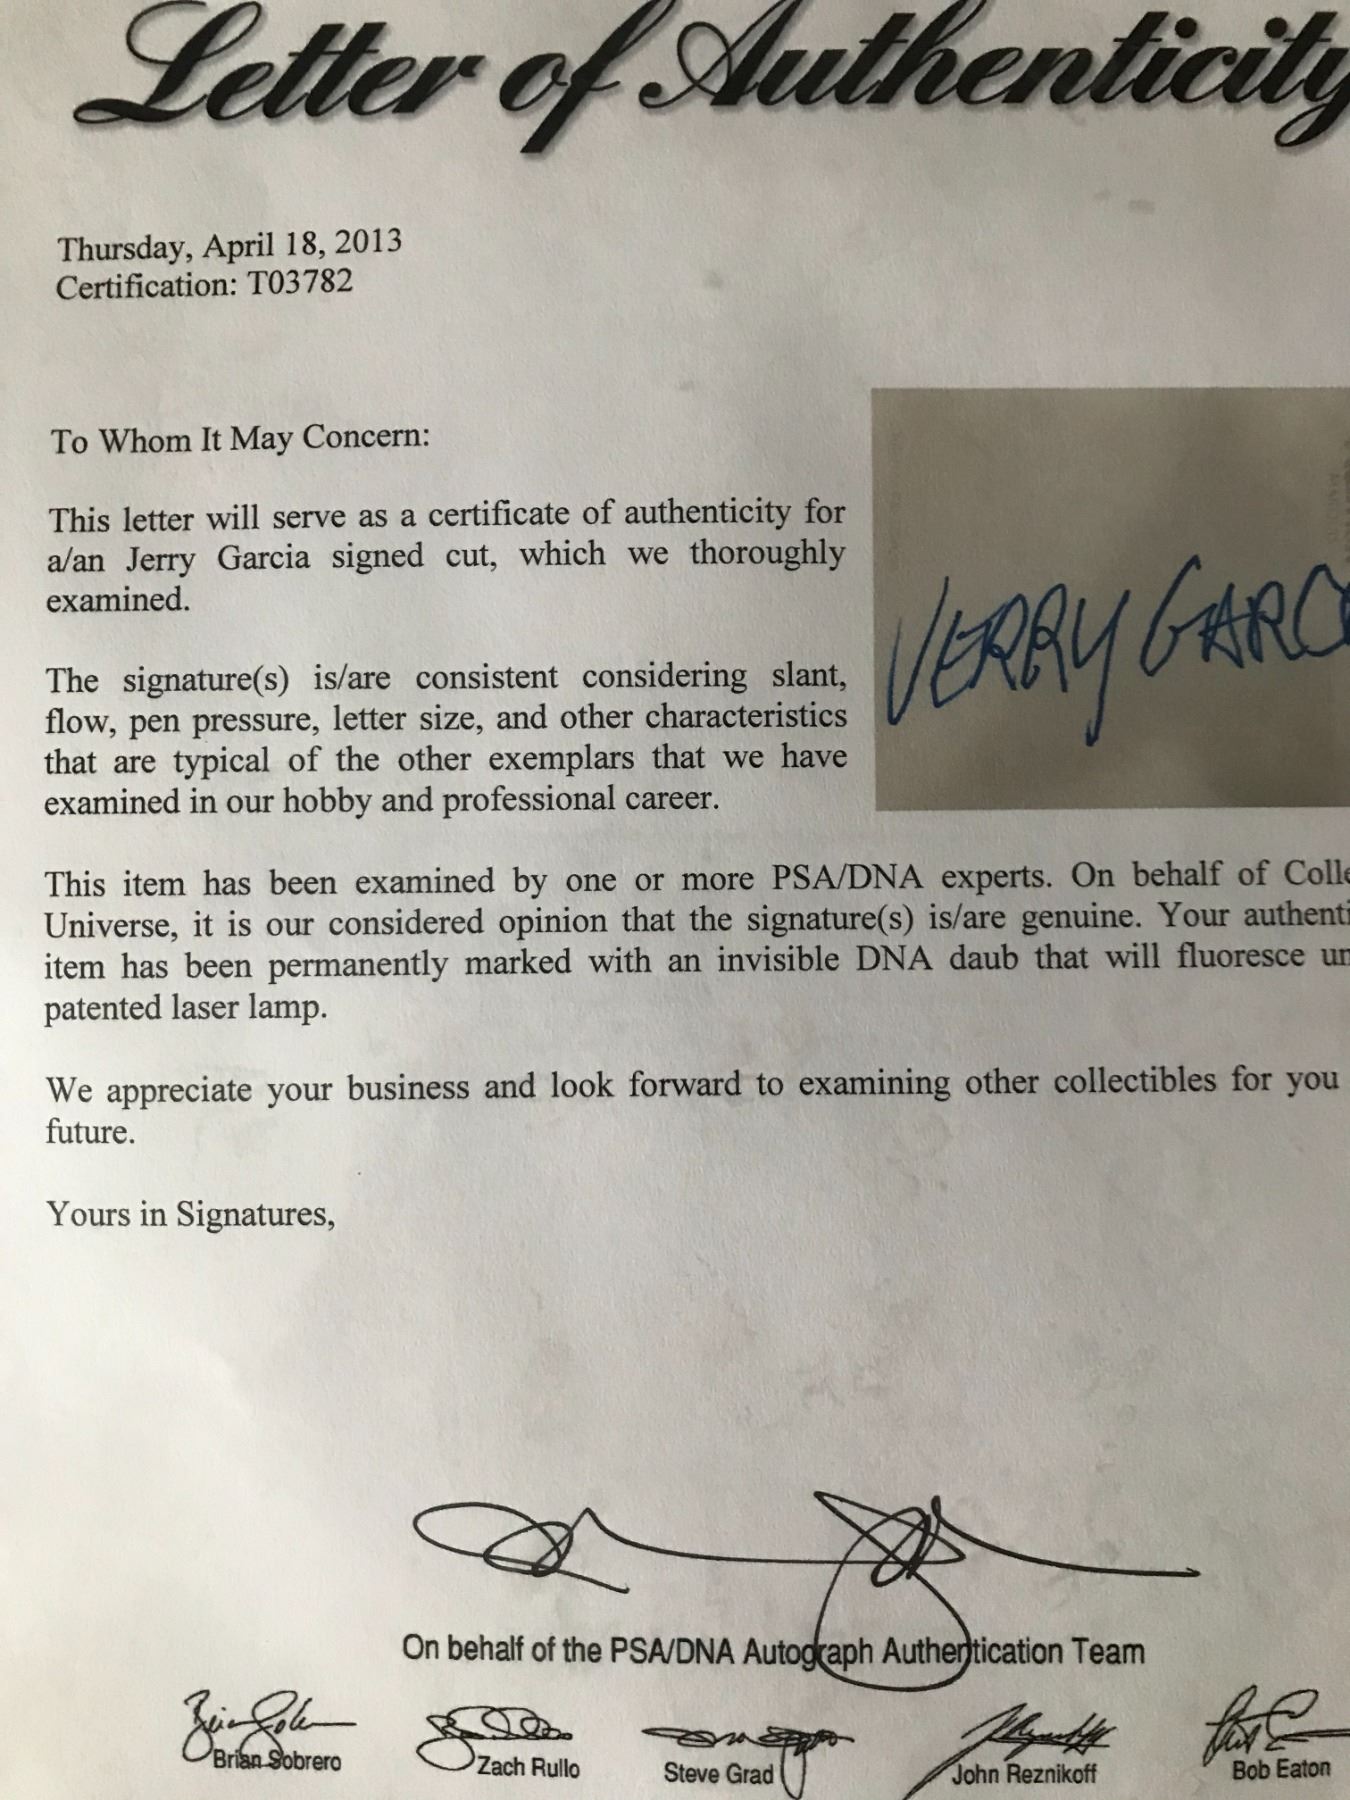 Letter of Authenticity
Thursday, April 18, 2013
Certification: T03782
To Whom It May Concern:
This letter will serve as a certificate of authenticity for
a/an Jerry Garcia signed cut, which we thoroughly
examined.
JERRY GARC
The signature(s) is/are consistent considering slant,
flow, pen pressure, letter size, and other characteristics
that are typical of the other exemplars that we have
examined in our hobby and professional career.
This item has been examined by one or more PSA/DNA experts. On behalf of Colle
Universe, it is our considered opinion that the signature(s) is/are genuine. Your authenti
item has been permanently marked with an invisible DNA daub that will fluoresce un
patented laser lamp.
We appreciate your business and look forward to examining other collectibles for you
future.
Yours in Signatures,
On behalf of the PSA/DNA Autograph Authentication Team
Brian Sobrero
Zach Rullo
Steve Grad
John Reznikoff
Bob Eaton